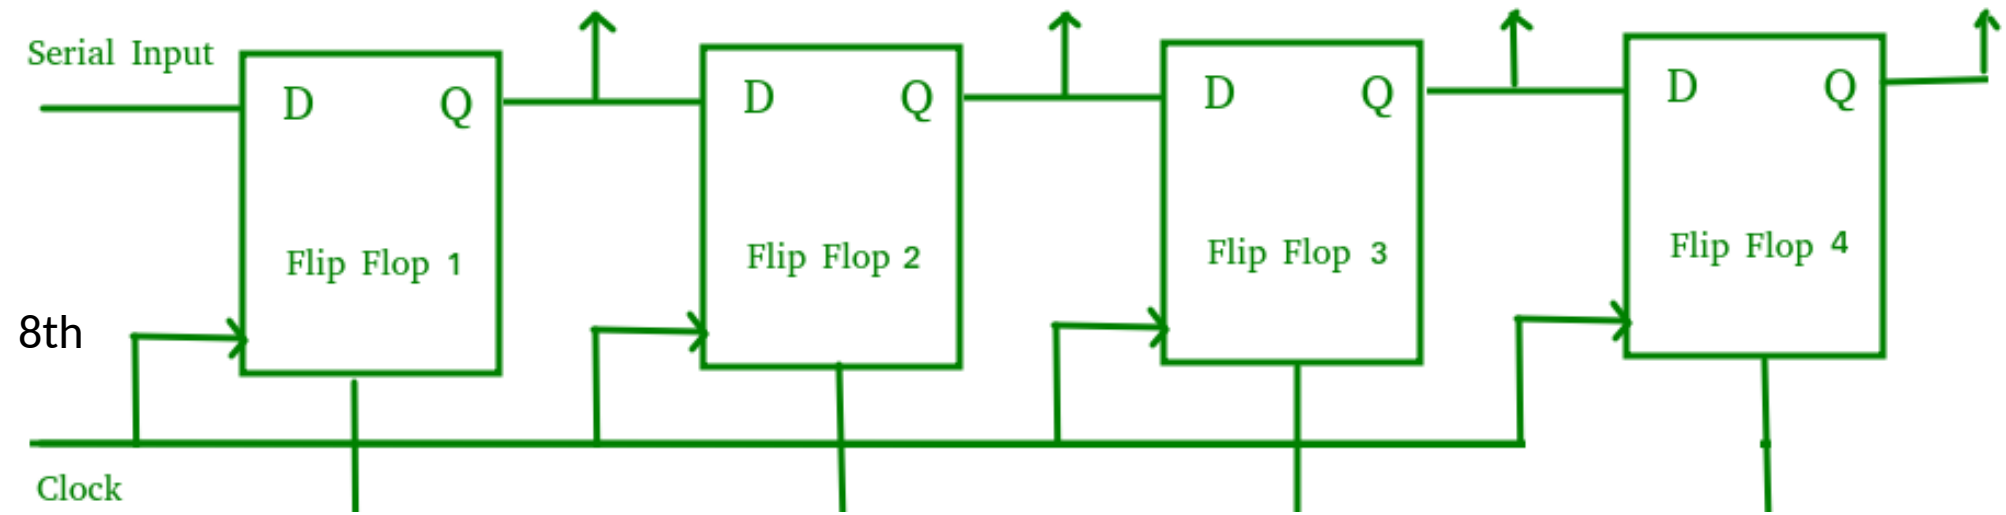 Serial Input
D Q
D Q
D Q
D Q
Flip Flop 1
Flip Flop 2
Flip Flop 3
Flip Flop 4
8th
Clock